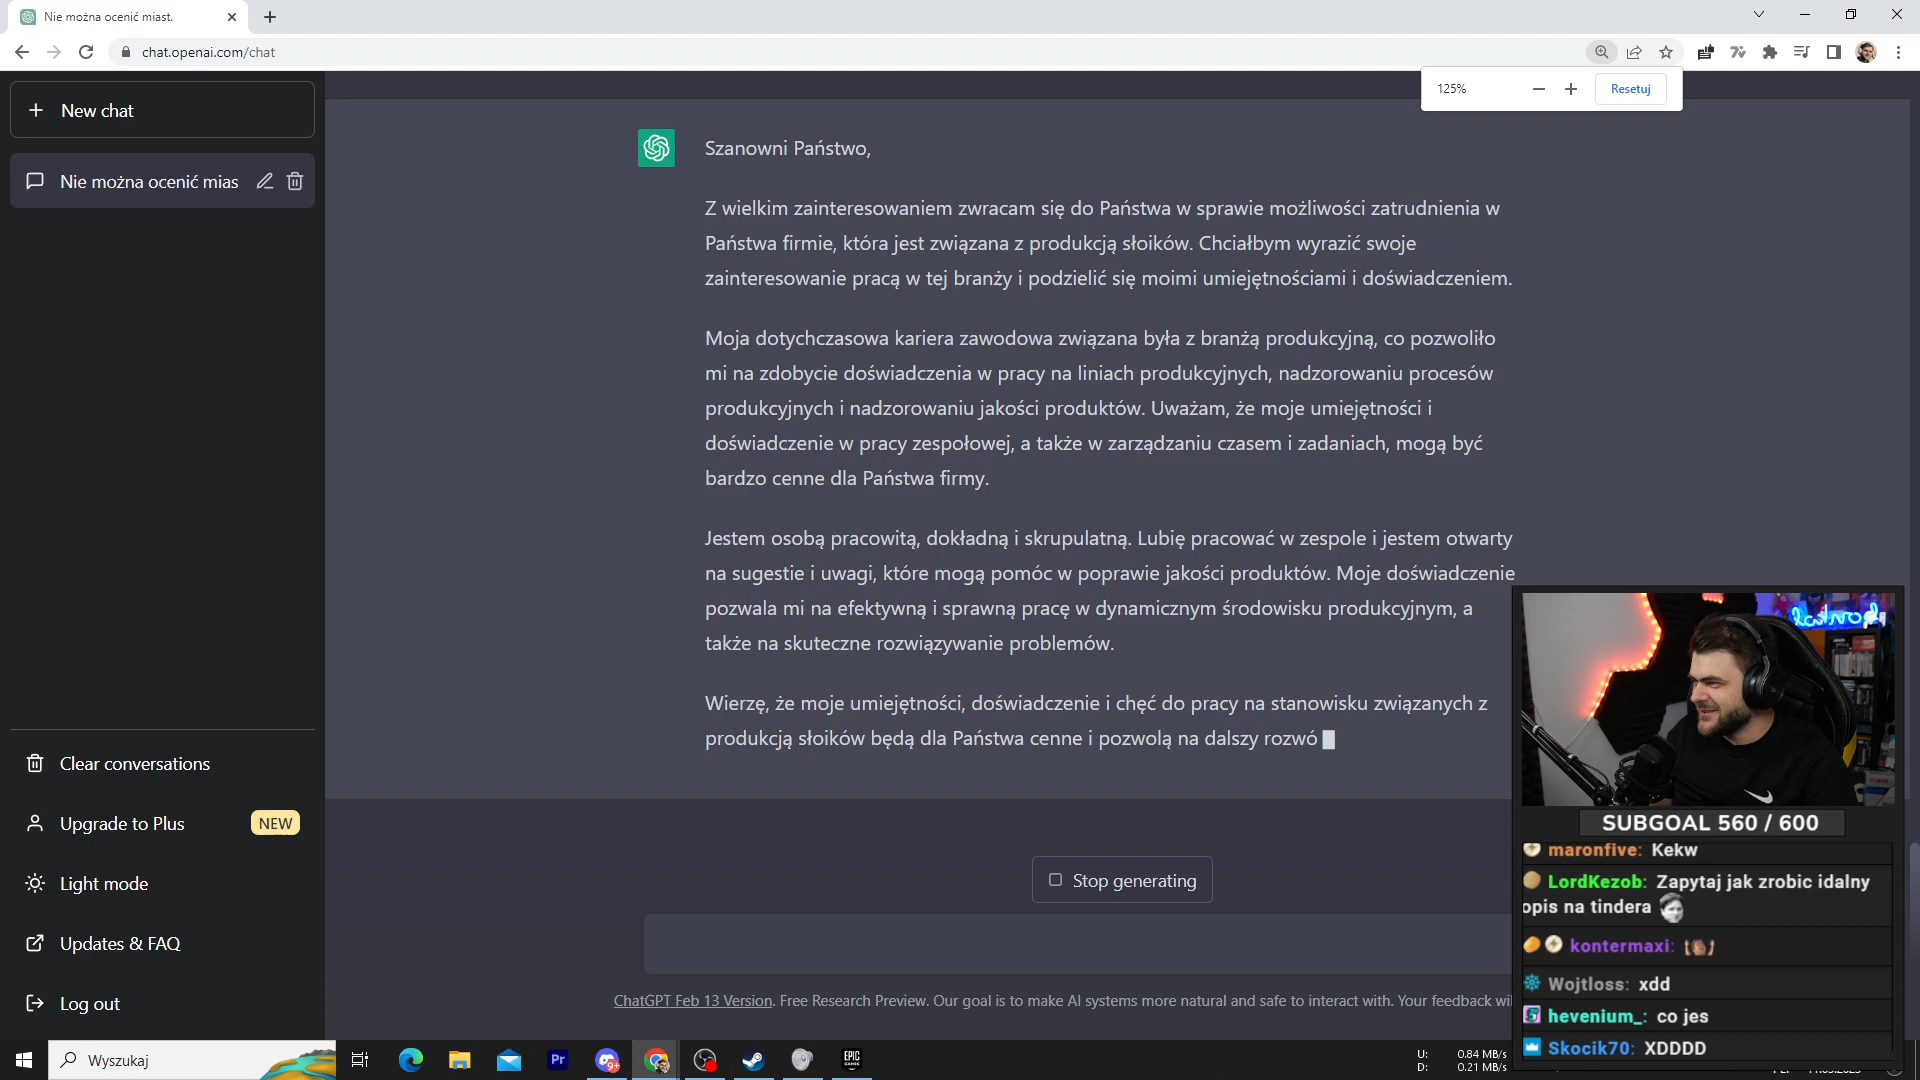 Nie można ocenić miast.
chat.openai.com/chat
125%
Resetuj
New chat
Nie można ocenić mias
Szanowni Państwo,
Z wielkim zainteresowaniem zwracam się do Państwa w sprawie możliwości zatrudnienia w
Państwa firmie, która jest związana z produkcją słoików. Chciałbym wyrazić swoje
zainteresowanie pracą w tej branży i podzielić się moimi umiejętnościami i doświadczeniem.
Moja dotychczasowa kariera zawodowa związana była z branżą produkcyjną, co pozwoliło
mi na zdobycie doświadczenia w pracy na liniach produkcyjnych, nadzorowaniu procesów
produkcyjnych i nadzorowaniu jakości produktów. Uważam, że moje umiejętności i
doświadczenie w pracy zespołowej, a także w zarządzaniu czasem i zadaniach, mogą być
bardzo cenne dla Państwa firmy.
Jestem osobą pracowitą, dokładną i skrupulatną. Lubię pracować w zespole i jestem otwarty
na sugestie i uwagi, które mogą pomóc w poprawie jakości produktów. Moje doświadczenie
pozwala mi na efektywną i sprawną pracę w dynamicznym środowisku produkcyjnym, a
także na skuteczne rozwiązywanie problemów.
Wierzę, że moje umiejętności, doświadczenie i chęć do pracy na stanowisku związanych z
produkcją słoików będą dla Państwa cenne i pozwolą na dalszy rozwó
Clear conversations
Upgrade to Plus
NEW
Light mode
Updates & FAQ
Log out
Stop generating
ChatGPT Feb 13 Version. Free Research Preview. Our goal is to make AI systems more natural and safe to interact with. Your feedback wil
SUBGOAL 560 / 600
maronfive: Kekw
LordKezob: Zapytaj jak zrobic idalny
opis na tindera
kontermaxi:
Wojtloss: xdd
hevenium_: co jes
Skocik70: XDDDD
Wyszukaj
Pr
9+
EPIC
GAMES
U: 0.84 MB/s
D: 0.21 MB/s